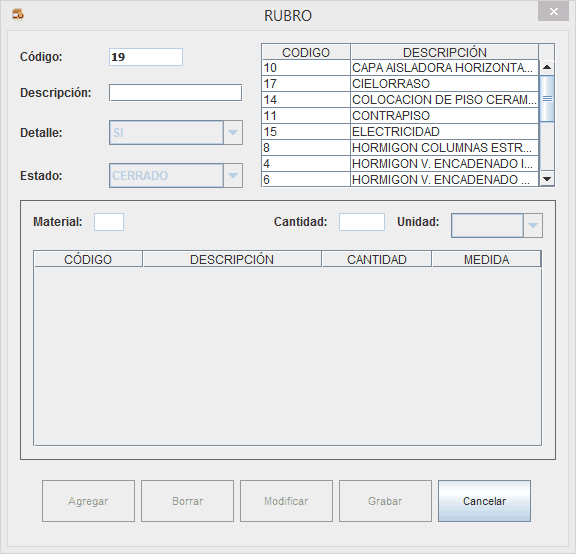 RUBRO
Código: 19
Descripción:
Detalle: SI
Estado: CERRADO
CODIGO DESCRIPCIÓN
10 CAPA AISLADORA HORIZONTA...
17 CIELORRASO
14 COLOCACION DE PISO CERAM...
11 CONTRAPISO
15 ELECTRICIDAD
8 HORMIGON COLUMNAS ESTR...
4 HORMIGON V. ENCADENADO I...
6 HORMIGON V. ENCADENADO ...
Material: Cantidad: Unidad:
CÓDIGO DESCRIPCIÓN CANTIDAD MEDIDA
Agregar Borrar Modificar Grabar Cancelar